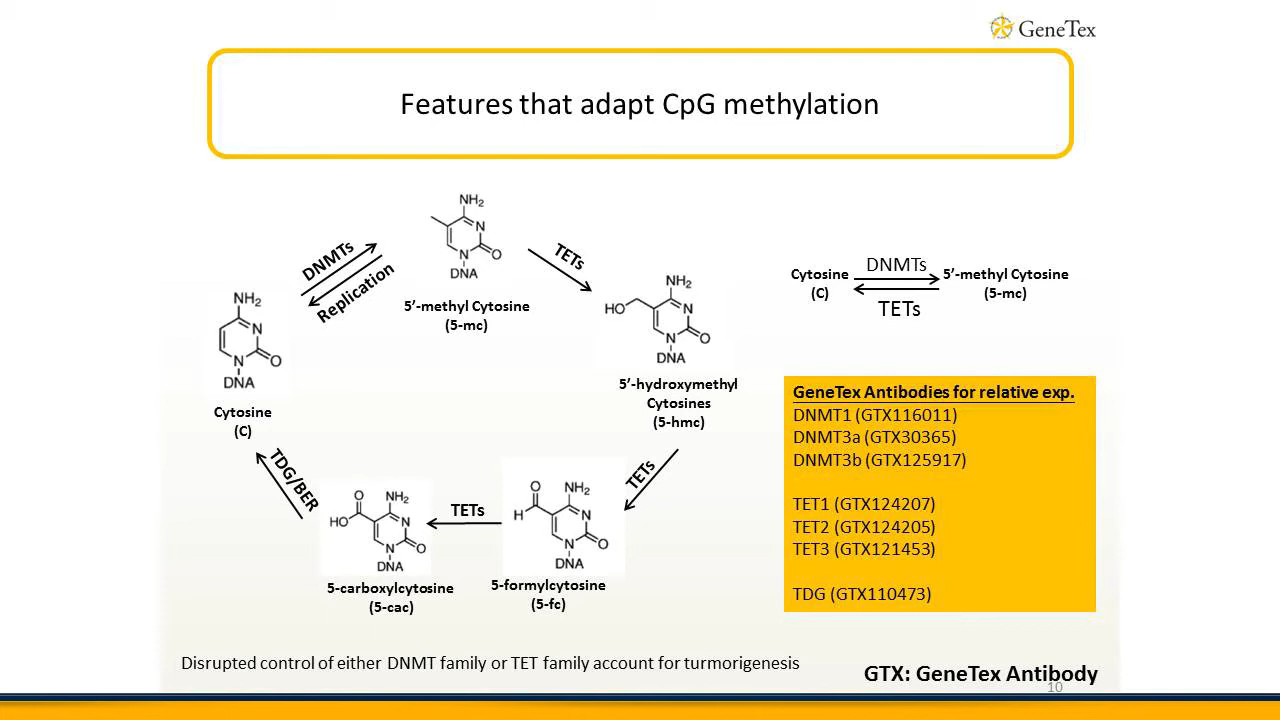 GeneTex
Features that adapt CpG methylation
NH₂
N
N
O
DNA
5′-methyl Cytosine
(5-mc)
DNMTs
Replication
TETs
NH₂
N
N
O
DNA
Cytosine
(C)
NH₂
HO
N
N
O
DNA
5′-hydroxymethyl
Cytosines
(5-hmc)
Cytosine
(C)
DNMTs
TETs
5′-methyl Cytosine
(5-mc)
TETs
O
NH₂
H
N
N
O
DNA
5-formylcytosine
(5-fc)
TETs
O
NH₂
HO
N
N
O
DNA
5-carboxylcytosine
(5-cac)
TDG/BER
GeneTex Antibodies for relative exp.
DNMT1 (GTX116011)
DNMT3a (GTX30365)
DNMT3b (GTX125917)
TET1 (GTX124207)
TET2 (GTX124205)
TET3 (GTX121453)
TDG (GTX110473)
Disrupted control of either DNMT family or TET family account for turmorigenesis
GTX: GeneTex Antibody
10